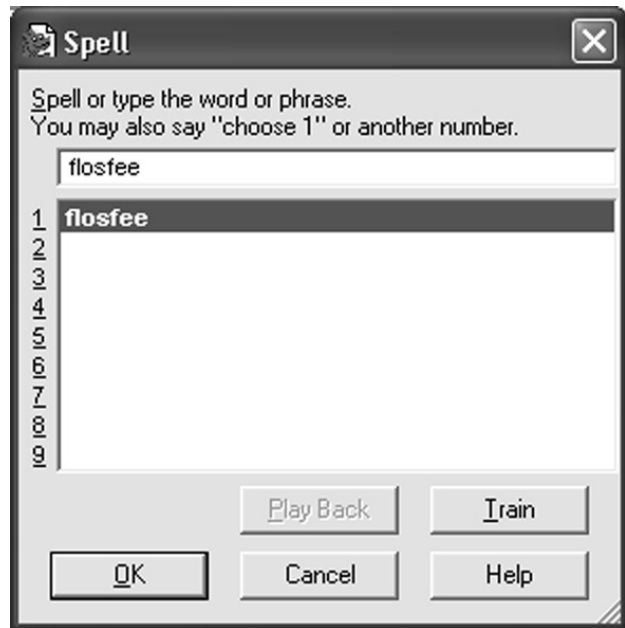 Spell
Spell or type the word or phrase.
You may also say "choose 1" or another number.
flosfee
1 flosfee
2
3
4
5
6
7
8
9
Play Back Train
OK Cancel Help